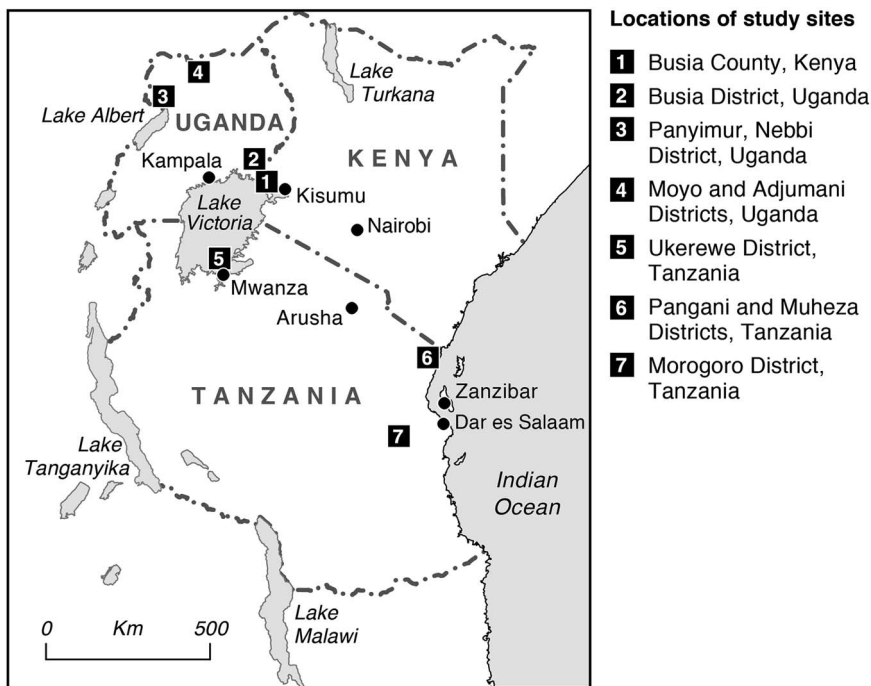 Locations of study sites
1 Busia County, Kenya
2 Busia District, Uganda
3 Panyimur, Nebbi
District, Uganda
4 Moyo and Adjumani
Districts, Uganda
5 Ukerewe District,
Tanzania
6 Pangani and Muheza
Districts, Tanzania
7 Morogoro District,
Tanzania
4
Lake
Turkana
3
Lake Albert
UGANDA
KENYA
Kampala
2
1
Kisumu
Lake
Victoria
Nairobi
5
Mwanza
Arusha
6
TANZANIA
Zanzibar
Dar es Salaam
7
Lake
Tanganyika
Indian
Ocean
Lake
Malawi
0 Km 500